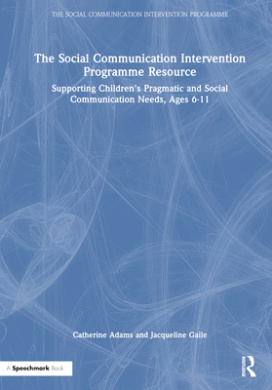 THE SOCIAL COMMUNICATION INTERVENTION PROGRAMME
The Social Communication Intervention
Programme Resource
Supporting Children's Pragmatic and Social
Communication Needs, Ages 6-11
Catherine Adams and Jacqueline Gaile
A Speechmark Book
R